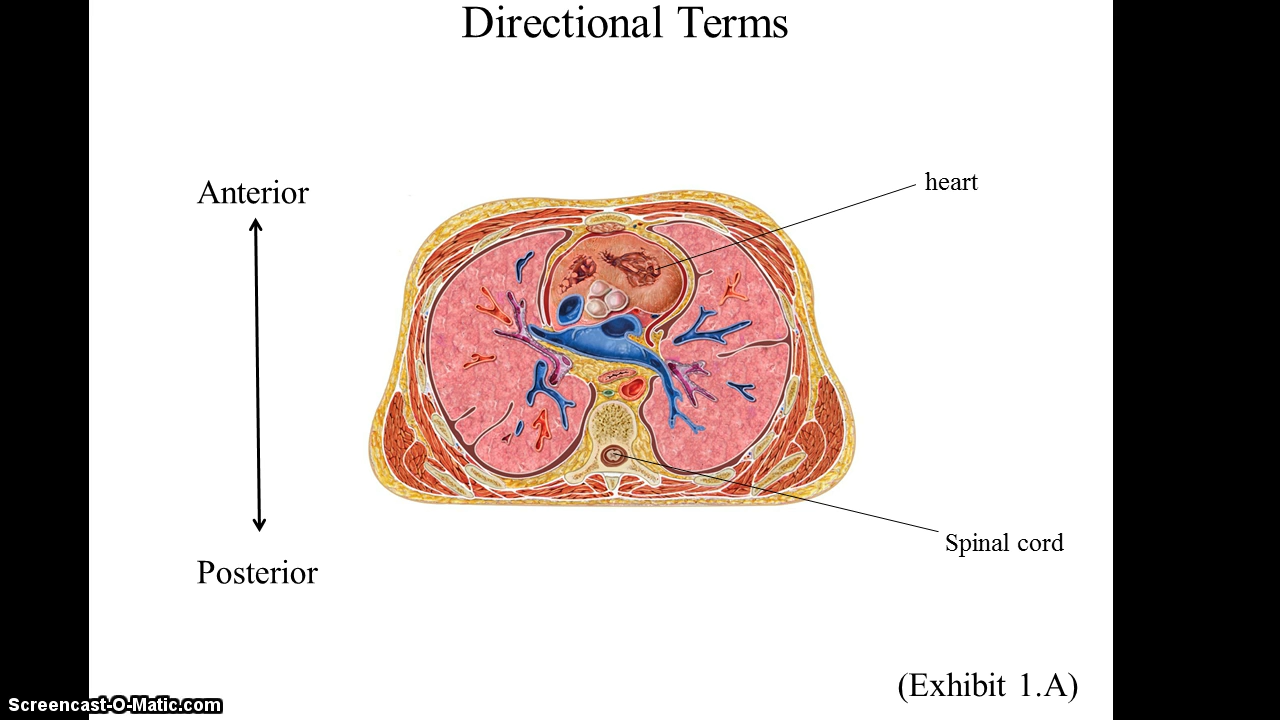 Directional Terms
Anterior
heart
Spinal cord
Posterior
(Exhibit 1.A)
Screencast-O-Matic.com